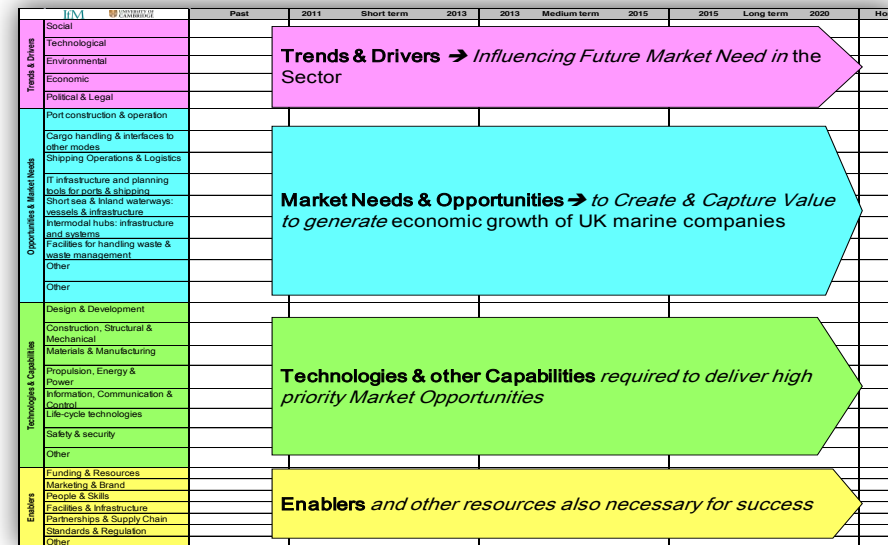 IfM UNIVERSITY OF CAMBRIDGE Past 2011 Short term 2013 2013 Medium term 2015 2015 Long term 2020
Trends & Drivers
Social
Technological
Environmental
Economic
Political & Legal
Trends & Drivers ➔ Influencing Future Market Need in the
Sector
Opportunities & Market Needs
Port construction & operation
Cargo handling & interfaces to
other modes
Shipping Operations & Logistics
IT infrastructure and planning
tools for ports & shipping
Short sea & Inland waterways:
vessels & infrastructure
Intermodal hubs: infrastructure
and systems
Facilities for handling waste &
waste management
Other
Other
Market Needs & Opportunities ➔ to Create & Capture Value
to generate economic growth of UK marine companies
Technologies & Capabilities
Design & Development
Construction, Structural &
Mechanical
Materials & Manufacturing
Propulsion, Energy &
Power
Information, Communication &
Control
Life-cycle technologies
Safety & security
Other
Technologies & other Capabilities required to deliver high
priority Market Opportunities
Enablers
Funding & Resources
Marketing & Brand
People & Skills
Facilities & Infrastructure
Partnerships & Supply Chain
Standards & Regulation
Other
Enablers and other resources also necessary for success